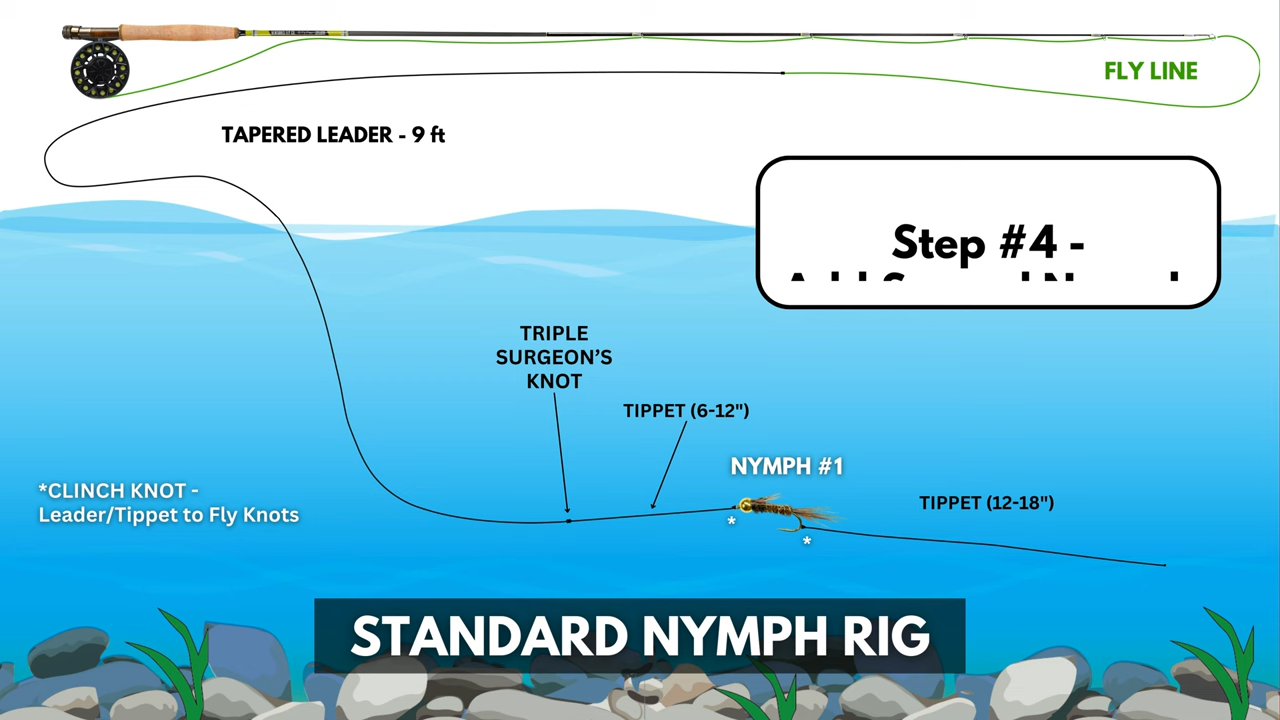 FLY LINE
TAPERED LEADER - 9 ft
Step #4 -
TRIPLE
SURGEON'S
KNOT
TIPPET (6-12")
NYMPH #1
*CLINCH KNOT -
Leader/Tippet to Fly Knots
TIPPET (12-18")
*
*
STANDARD NYMPH RIG